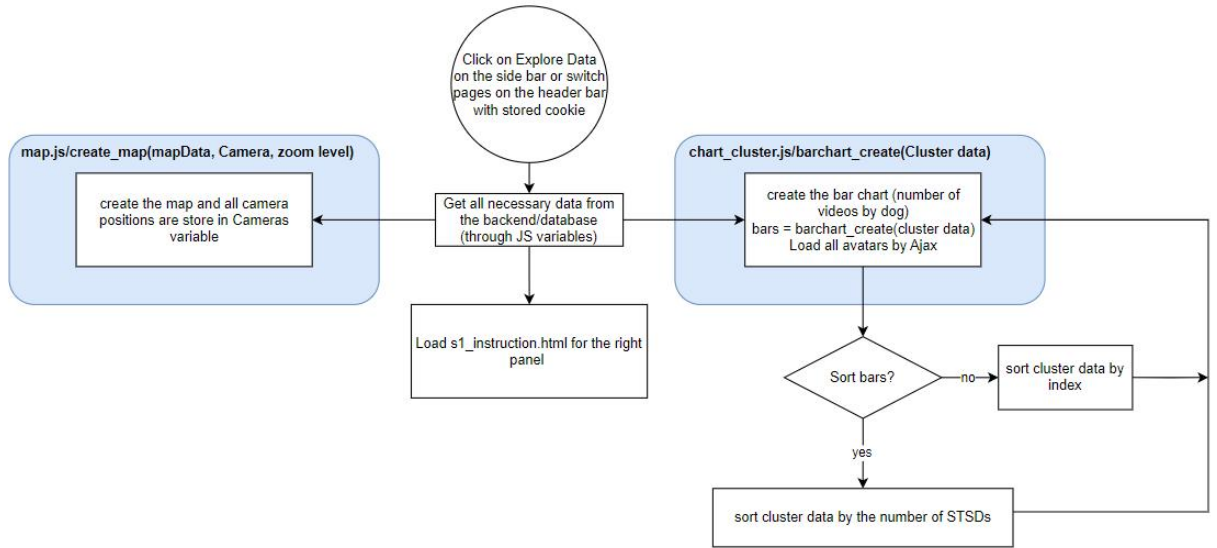 Click on Explore Data
on the side bar or switch
pages on the header bar
with stored cookie
map.js/create_map(mapData, Camera, zoom level)
create the map and all camera
positions are store in Cameras
variable
Get all necessary data from
the backend/database
(through JS variables)
chart_cluster.js/barchart_create(Cluster data)
create the bar chart (number of
videos by dog)
bars = barchart_create(cluster data)
Load all avatars by Ajax
Load s1_instruction.html for the right
panel
Sort bars?
no
sort cluster data by
index
yes
sort cluster data by the number of STSDs